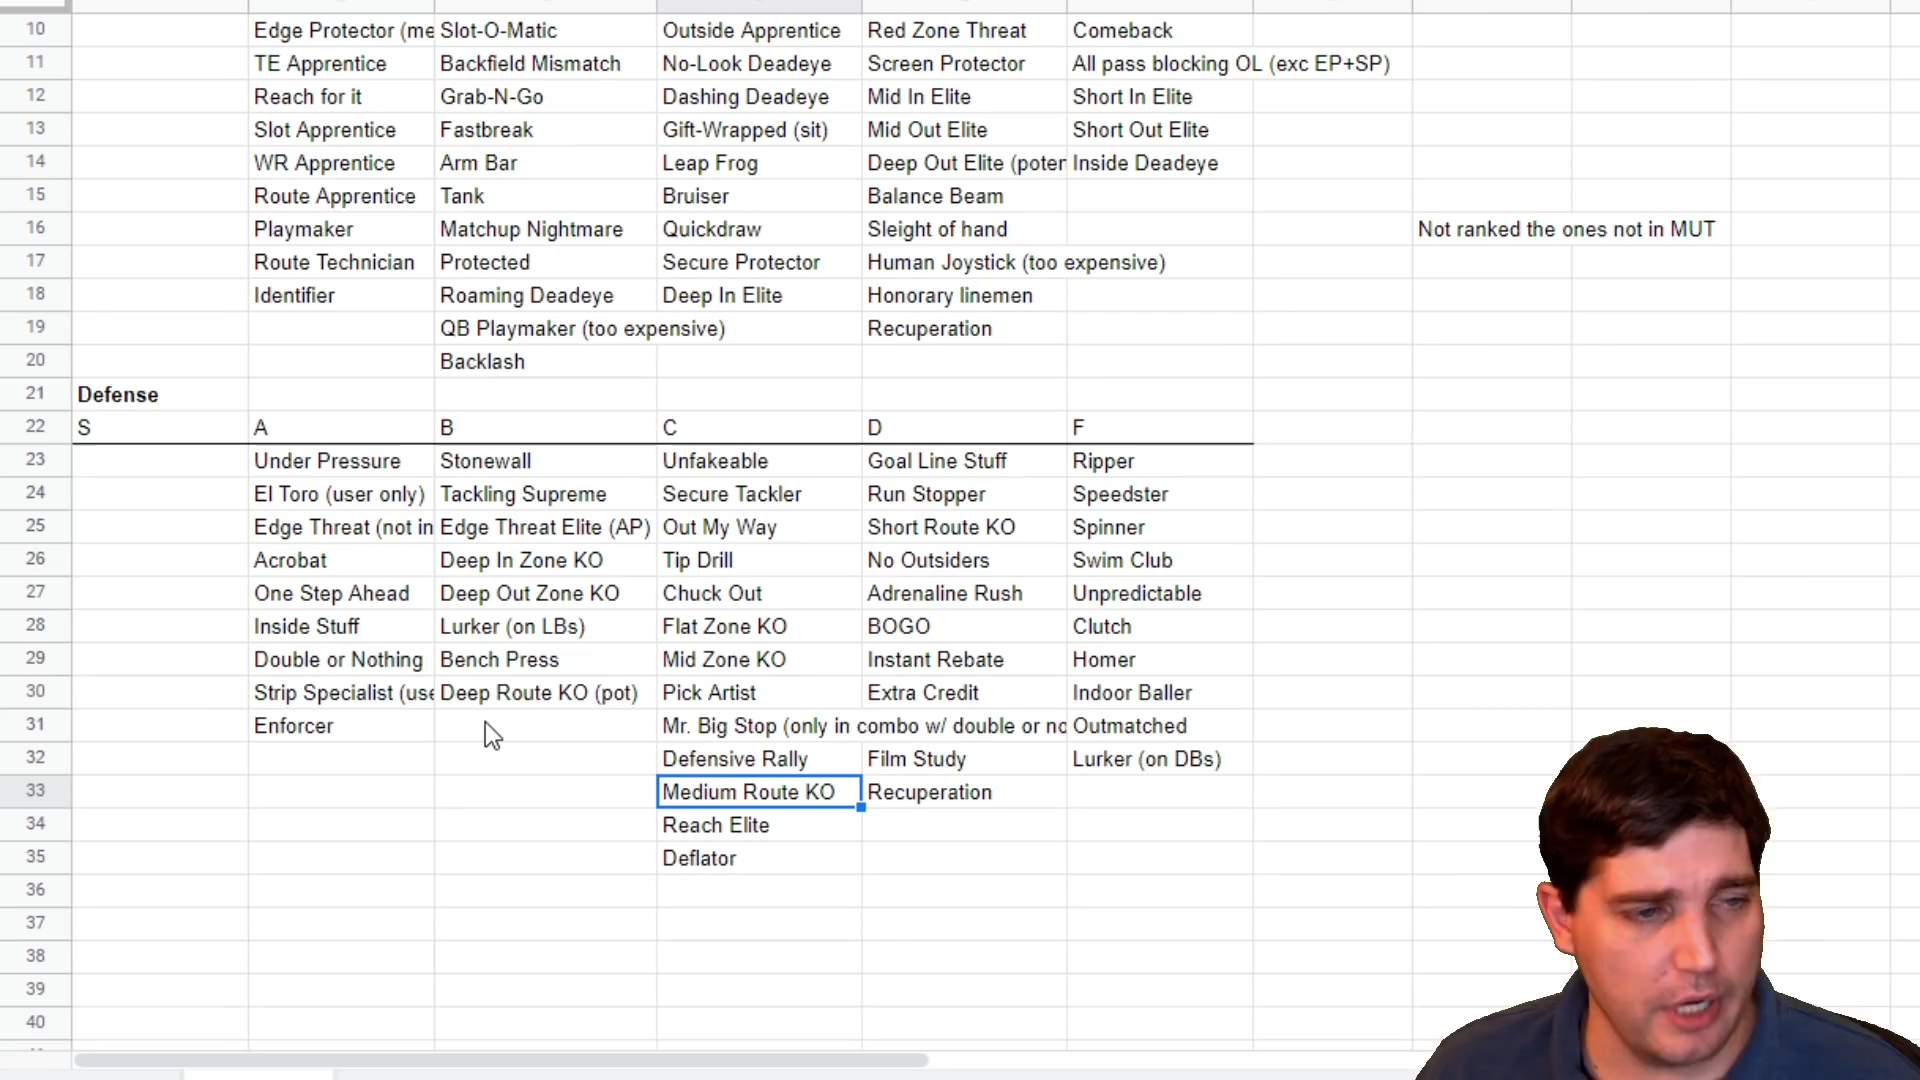 10 Edge Protector (me Slot-O-Matic Outside Apprentice Red Zone Threat Comeback
11 TE Apprentice Backfield Mismatch No-Look Deadeye Screen Protector All pass blocking OL (exc EP+SP)
12 Reach for it Grab-N-Go Dashing Deadeye Mid In Elite Short In Elite
13 Slot Apprentice Fastbreak Gift-Wrapped (sit) Mid Out Elite Short Out Elite
14 WR Apprentice Arm Bar Leap Frog Deep Out Elite (poter Inside Deadeye
15 Route Apprentice Tank Bruiser Balance Beam
16 Playmaker Matchup Nightmare Quickdraw Sleight of hand Not ranked the ones not in MUT
17 Route Technician Protected Secure Protector Human Joystick (too expensive)
18 Identifier Roaming Deadeye Deep In Elite Honorary linemen
19 QB Playmaker (too expensive) Recuperation
20 Backlash
21 Defense
22 S A B C D F
23 Under Pressure Stonewall Unfakeable Goal Line Stuff Ripper
24 El Toro (user only) Tackling Supreme Secure Tackler Run Stopper Speedster
25 Edge Threat (not in Edge Threat Elite (AP) Out My Way Short Route KO Spinner
26 Acrobat Deep In Zone KO Tip Drill No Outsiders Swim Club
27 One Step Ahead Deep Out Zone KO Chuck Out Adrenaline Rush Unpredictable
28 Inside Stuff Lurker (on LBs) Flat Zone KO BOGO Clutch
29 Double or Nothing Bench Press Mid Zone KO Instant Rebate Homer
30 Strip Specialist (use Deep Route KO (pot) Pick Artist Extra Credit Indoor Baller
31 Enforcer Mr. Big Stop (only in combo w/ double or no Outmatched
32 Defensive Rally Film Study Lurker (on DBs)
33 Medium Route KO Recuperation
34 Reach Elite
35 Deflator
36
37
38
39
40